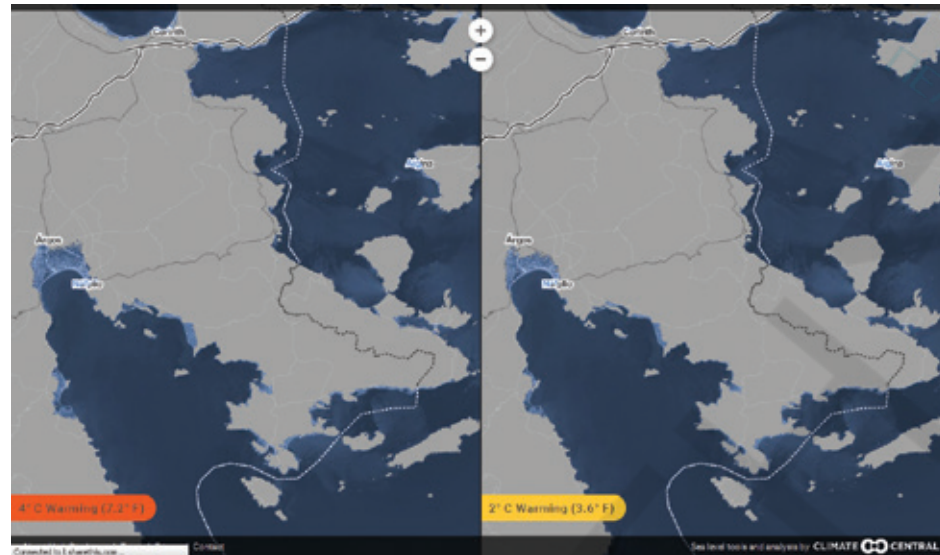 Corinth
Aigina
Argos
Nafplio
4° C Warming (7.2° F)
Contact
Corinth
+
−
Aigina
Argos
Nafplio
2° C Warming (3.6° F)
Sea level tools and analysis by CLIMATE CENTRAL